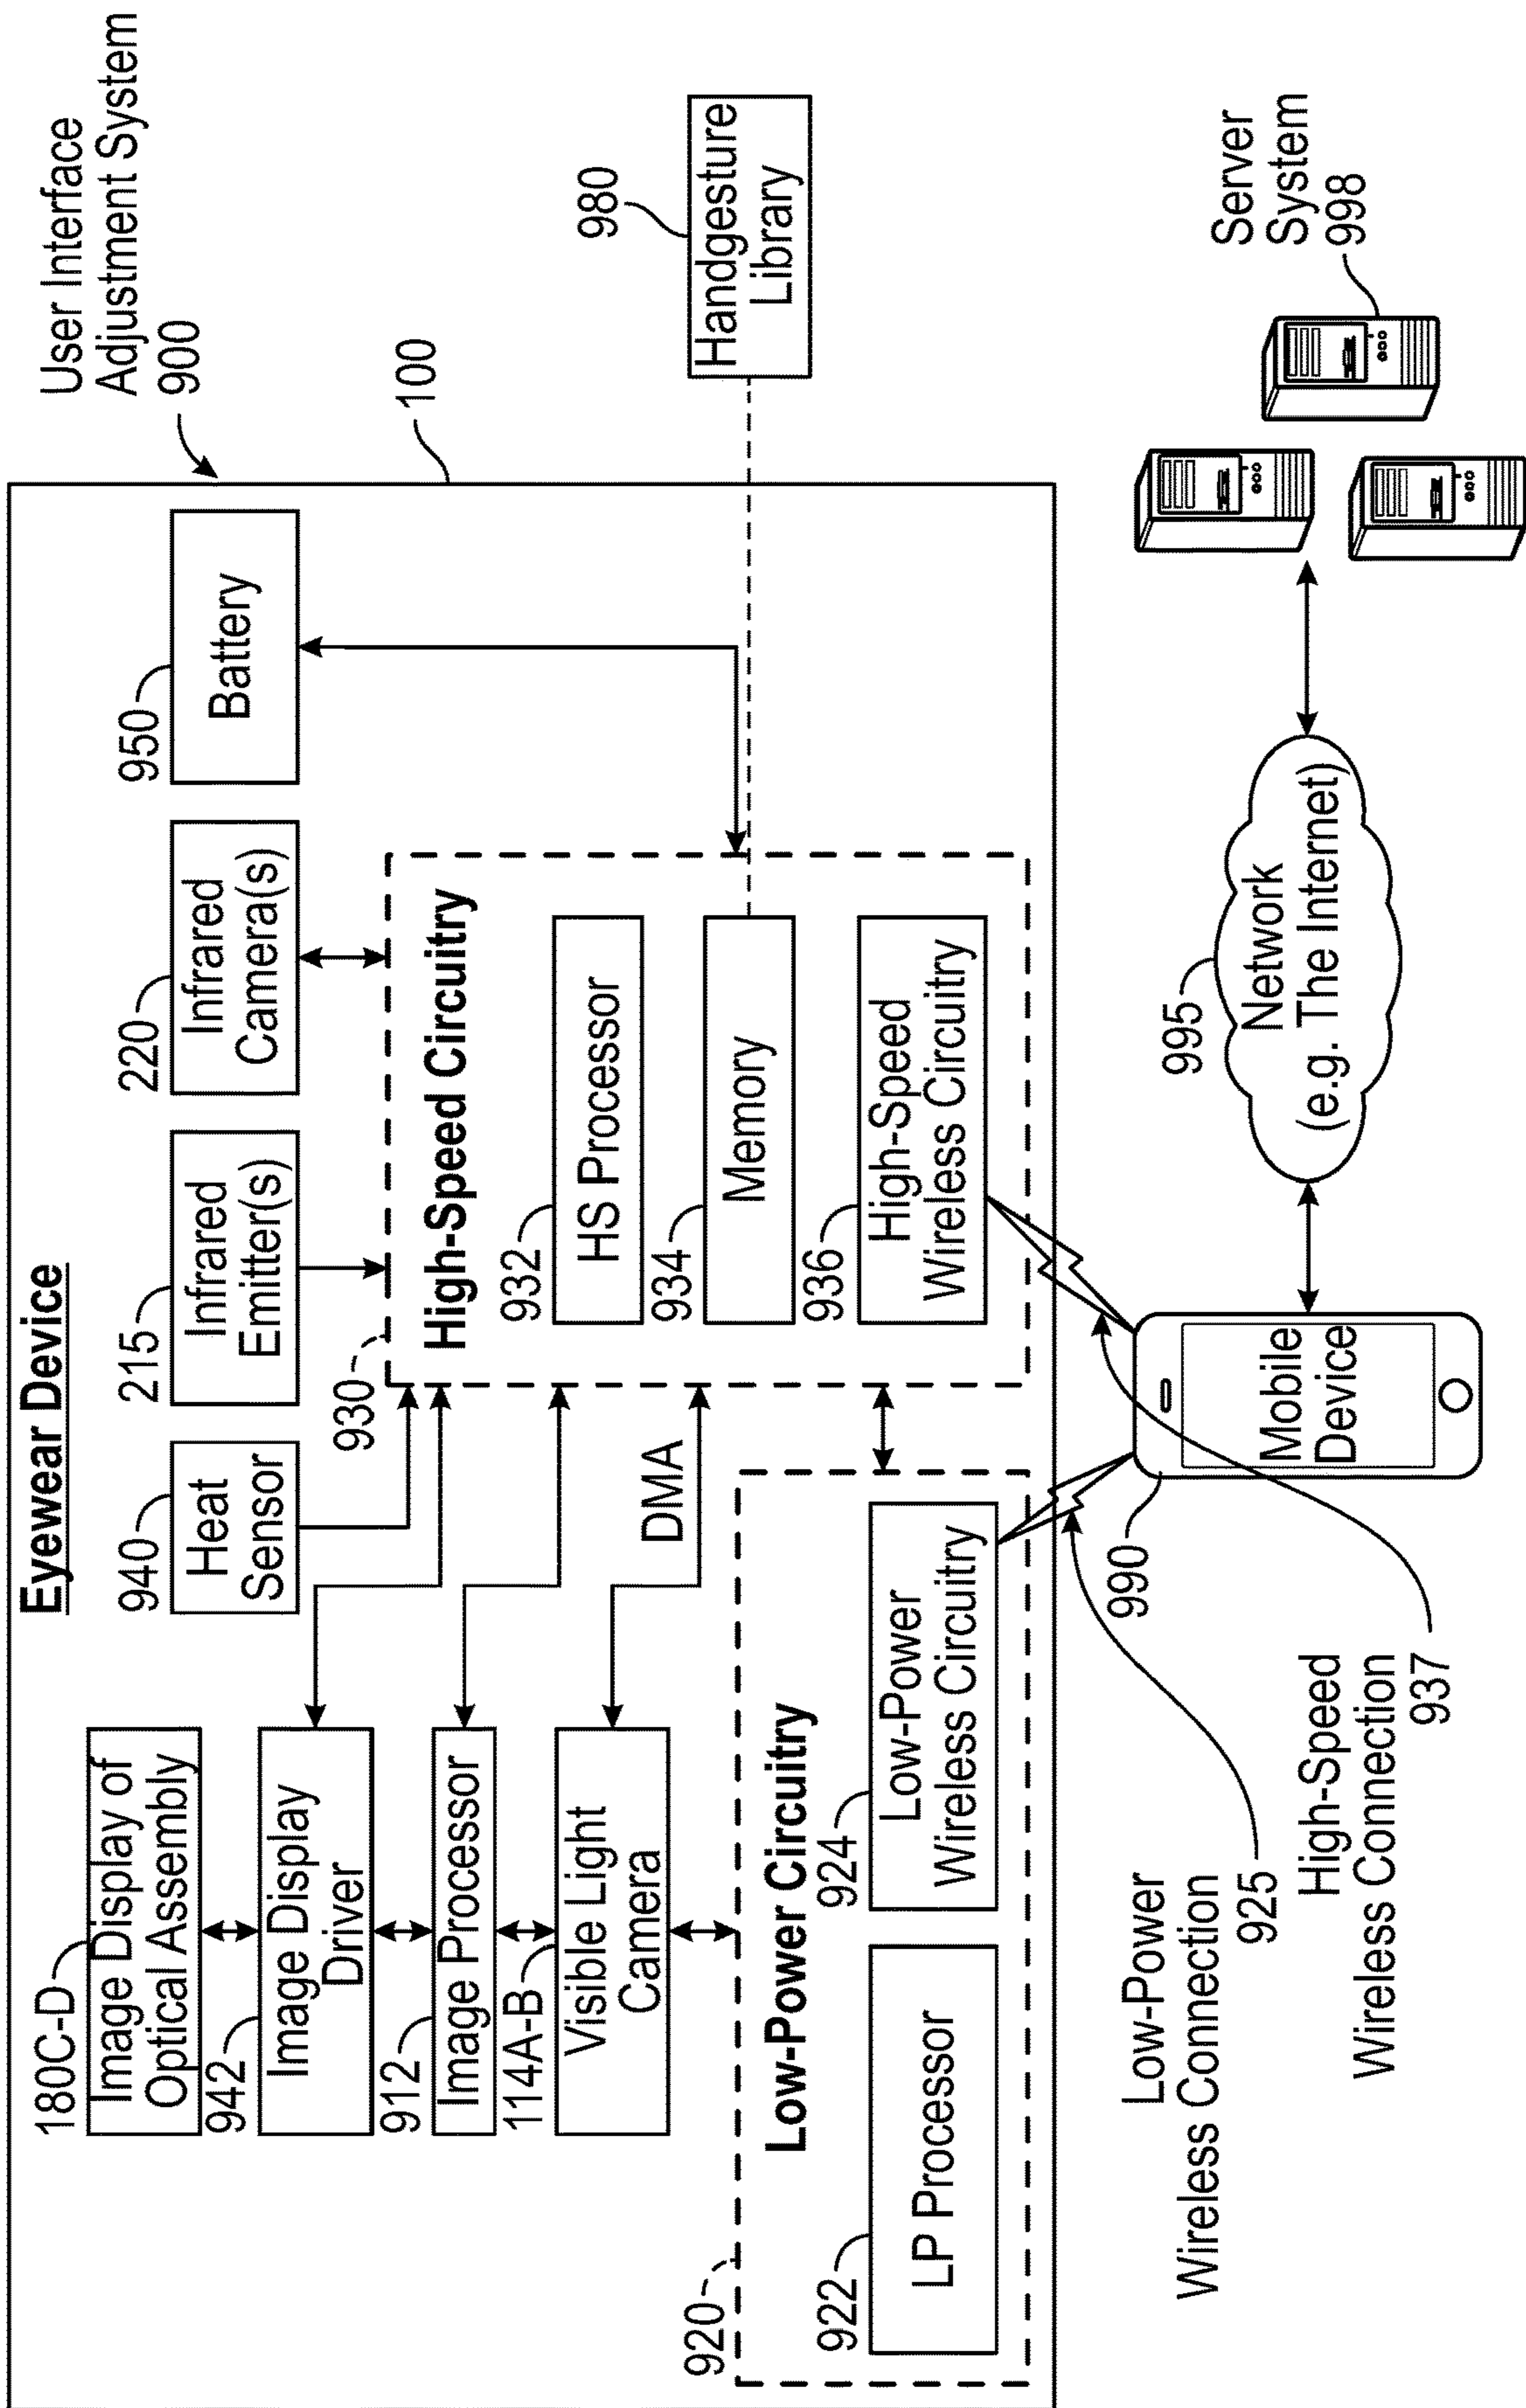 Eyewear Device
User Interface
Adjustment System
900
100
180C-D
Image Display of
Optical Assembly
942
Image Display
Driver
912
Image Processor
114A-B
Visible Light
Camera
940
Heat
Sensor
215
Infrared
Emitter(s)
220
Infrared
Camera(s)
950
Battery
DMA
930
High-Speed Circuitry
932
HS Processor
934
Memory
936
High-Speed
Wireless Circuitry
980
Handgesture
Library
920
Low-Power Circuitry
922
LP Processor
924
Low-Power
Wireless Circuitry
Low-Power
Wireless Connection
925
High-Speed
Wireless Connection
937
990
Mobile
Device
995
Network
(e.g. The Internet)
Server
System
998